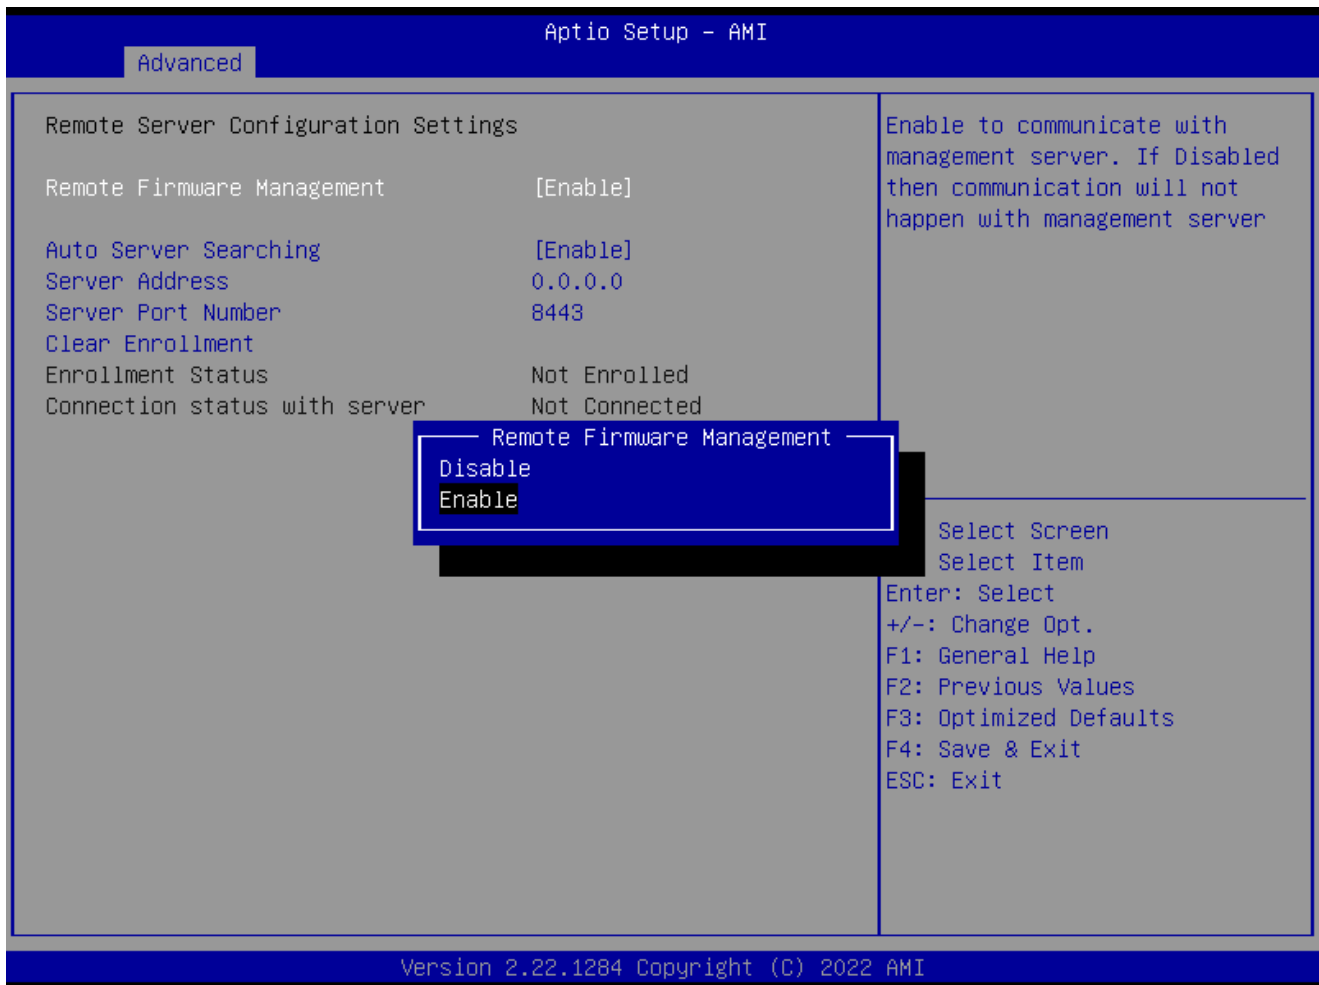 Aptio Setup – AMI
Advanced
Remote Server Configuration Settings
Remote Firmware Management [Enable]
Auto Server Searching [Enable]
Server Address 0.0.0.0
Server Port Number 8443
Clear Enrollment
Enrollment Status Not Enrolled
Connection status with server Not Connected
Remote Firmware Management
Disable
Enable
Enable to communicate with
management server. If Disabled
then communication will not
happen with management server
Select Screen
Select Item
Enter: Select
+/-: Change Opt.
F1: General Help
F2: Previous Values
F3: Optimized Defaults
F4: Save & Exit
ESC: Exit
Version 2.22.1284 Copyright (C) 2022 AMI